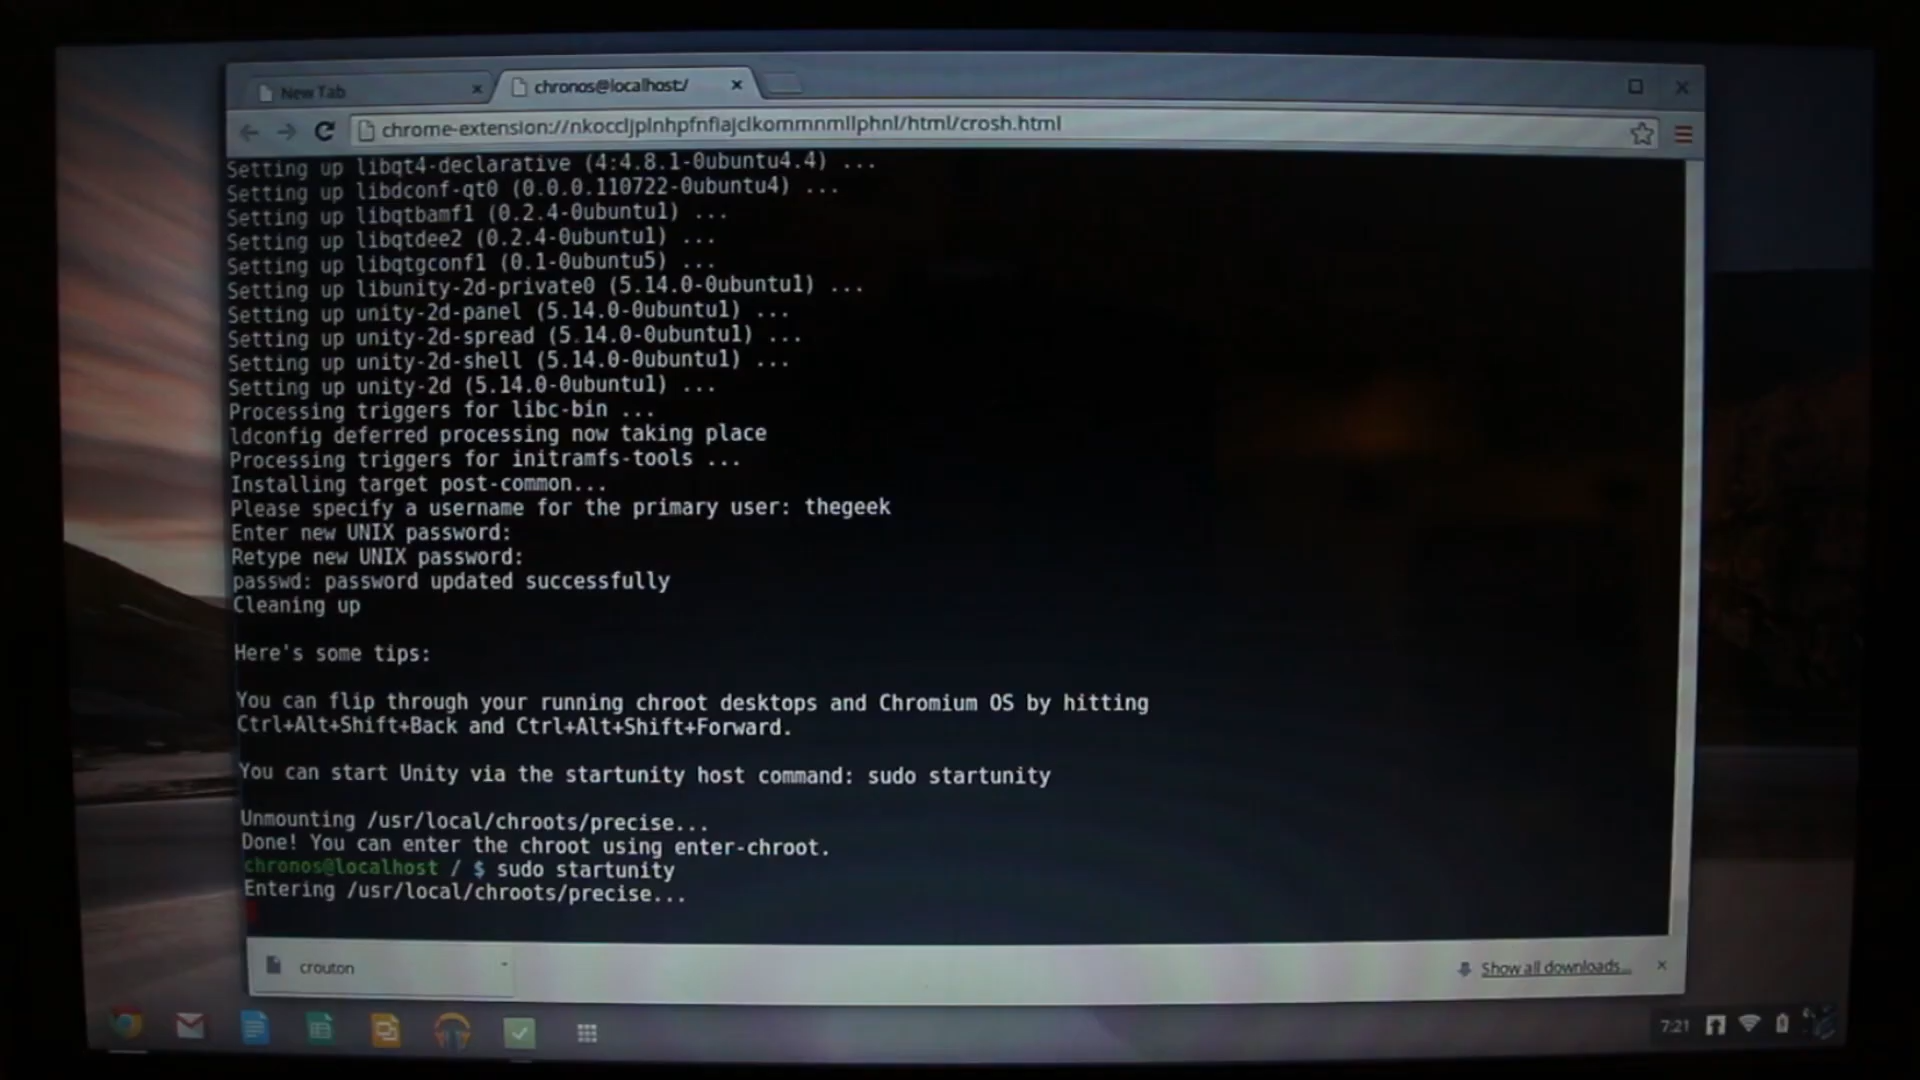 New Tab
chronos@localhost:/
chrome-extension://nkoccljplnhpfnfiajclkommnmllphnl/html/crosh.html
Setting up libqt4-declarative (4:4.8.1-0ubuntu4.4) ...
Setting up libdconf-qt0 (0.0.0.110722-0ubuntu4) ...
Setting up libqtbamf1 (0.2.4-0ubuntu1) ...
Setting up libqtdee2 (0.2.4-0ubuntu1) ...
Setting up libqtgconf1 (0.1-0ubuntu5) ...
Setting up libunity-2d-private0 (5.14.0-0ubuntu1) ...
Setting up unity-2d-panel (5.14.0-0ubuntu1) ...
Setting up unity-2d-spread (5.14.0-0ubuntu1) ...
Setting up unity-2d-shell (5.14.0-0ubuntu1) ...
Setting up unity-2d (5.14.0-0ubuntu1) ...
Processing triggers for libc-bin ...
ldconfig deferred processing now taking place
Processing triggers for initramfs-tools ...
Installing target post-common...
Please specify a username for the primary user: thegeek
Enter new UNIX password:
Retype new UNIX password:
passwd: password updated successfully
Cleaning up
Here's some tips:
You can flip through your running chroot desktops and Chromium OS by hitting
Ctrl+Alt+Shift+Back and Ctrl+Alt+Shift+Forward.
You can start Unity via the startunity host command: sudo startunity
Unmounting /usr/local/chroots/precise...
Done! You can enter the chroot using enter-chroot.
chronos@localhost / $ sudo startunity
Entering /usr/local/chroots/precise...
crouton
Show all downloads...
7:21